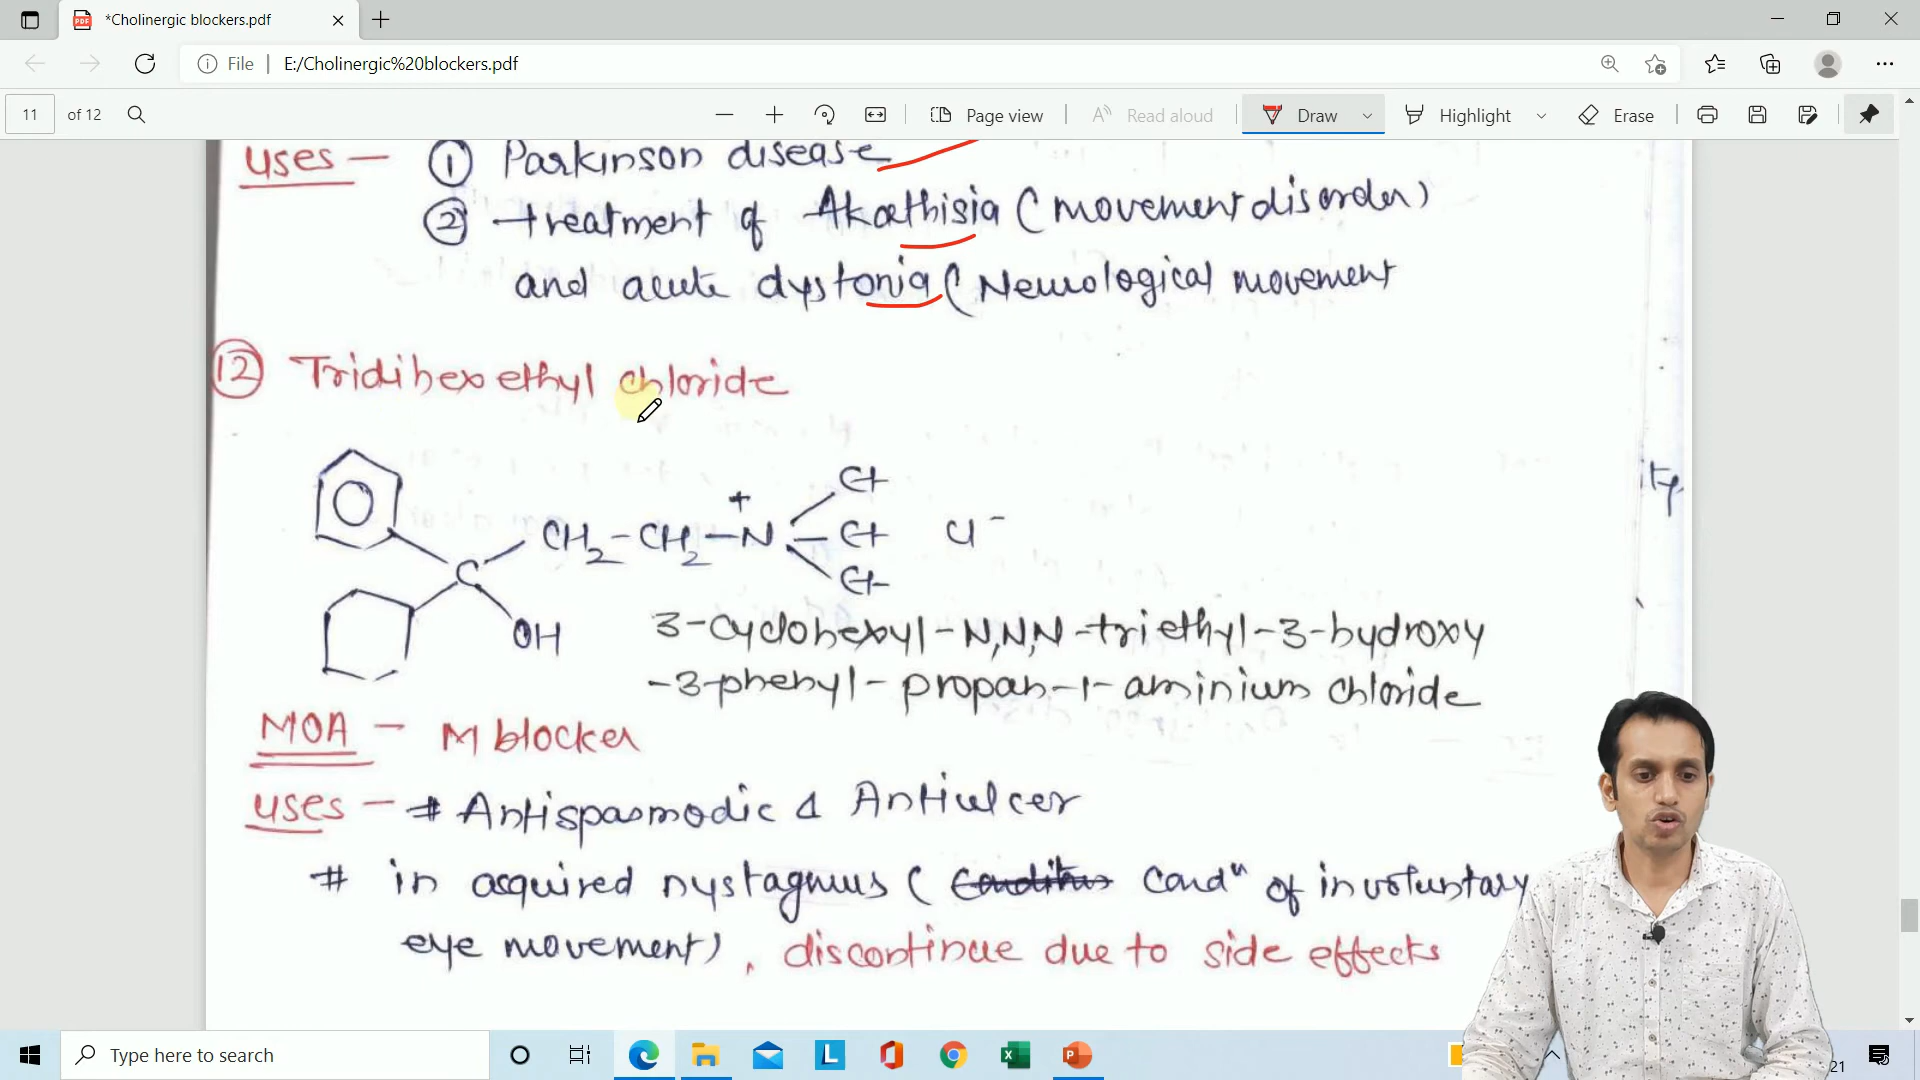 *Cholinergic blockers.pdf
File | E:/Cholinergic%20blockers.pdf
11 of 12 Page view Read aloud Draw Highlight Erase
Uses — ① Parkinson disease
② treatment of Akathisia (movement disorder)
and acute dystonia (Neurological movement
⑫ Tridihexethyl chloride
+
Et
CH2-CH2-N Et Cl-
Et
C
OH
3-cyclohexyl-N,N,N-triethyl-3-hydroxy
-3-phenyl-propan-1-aminium chloride
MOA - M blocker
Uses - # Antispasmodic & Antiulcer
# in acquired nystagmus ( Condn of involuntary
eye movement), discontinue due to side effects
Type here to search
21